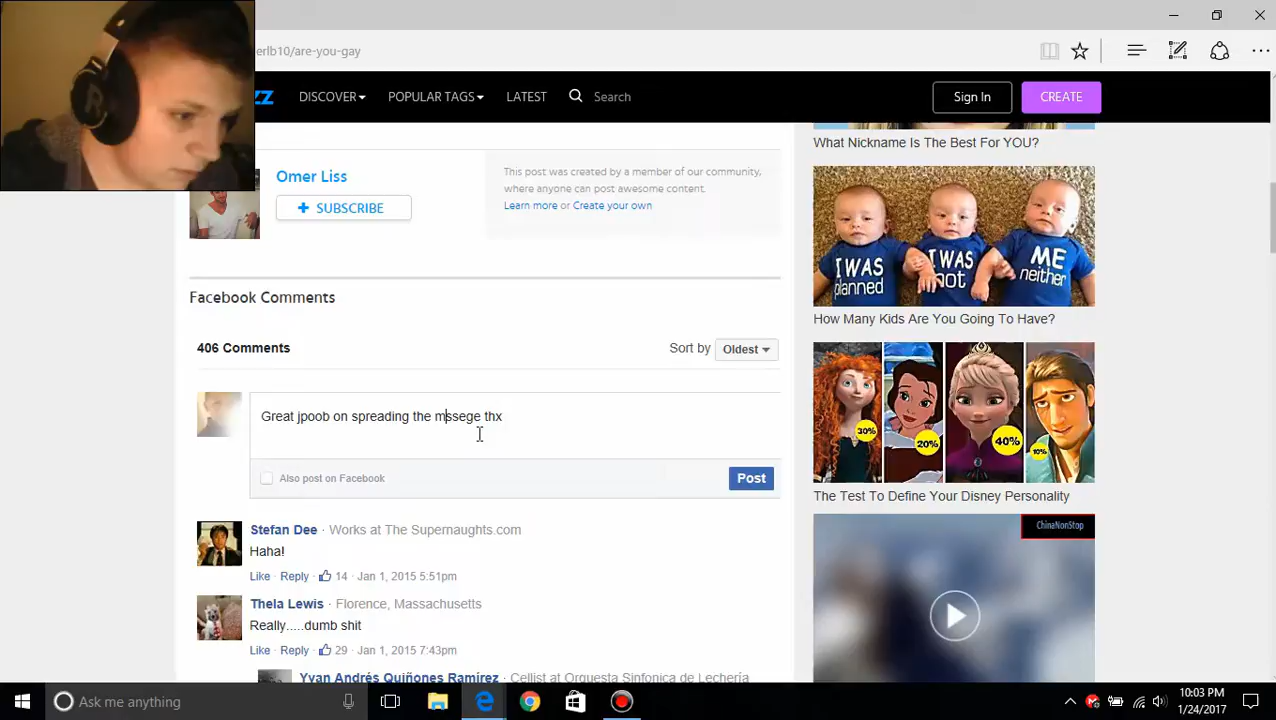 erlb10/are-you-gay
zz
DISCOVER
POPULAR TAGS
LATEST
Search
Sign In
CREATE
Omer Liss
+ SUBSCRIBE
This post was created by a member of our community,
where anyone can post awesome content.
Learn more or Create your own
Facebook Comments
406 Comments
Sort by Oldest
Great jpoob on spreading the mssege thx
Also post on Facebook
Post
Stefan Dee · Works at The Supernaughts.com
Haha!
Like · Reply · 14 · Jan 1, 2015 5:51pm
Thela Lewis · Florence, Massachusetts
Really.....dumb shit
Like · Reply · 29 · Jan 1, 2015 7:43pm
Yvan Andrés Quiñones Ramirez · Cellist at Orquesta Sinfonica de Lechería
What Nickname Is The Best For YOU?
I WAS planned
I WAS not
ME neither
How Many Kids Are You Going To Have?
30%
20%
40%
10%
The Test To Define Your Disney Personality
ChinaNonStop
Ask me anything
10:03 PM
1/24/2017